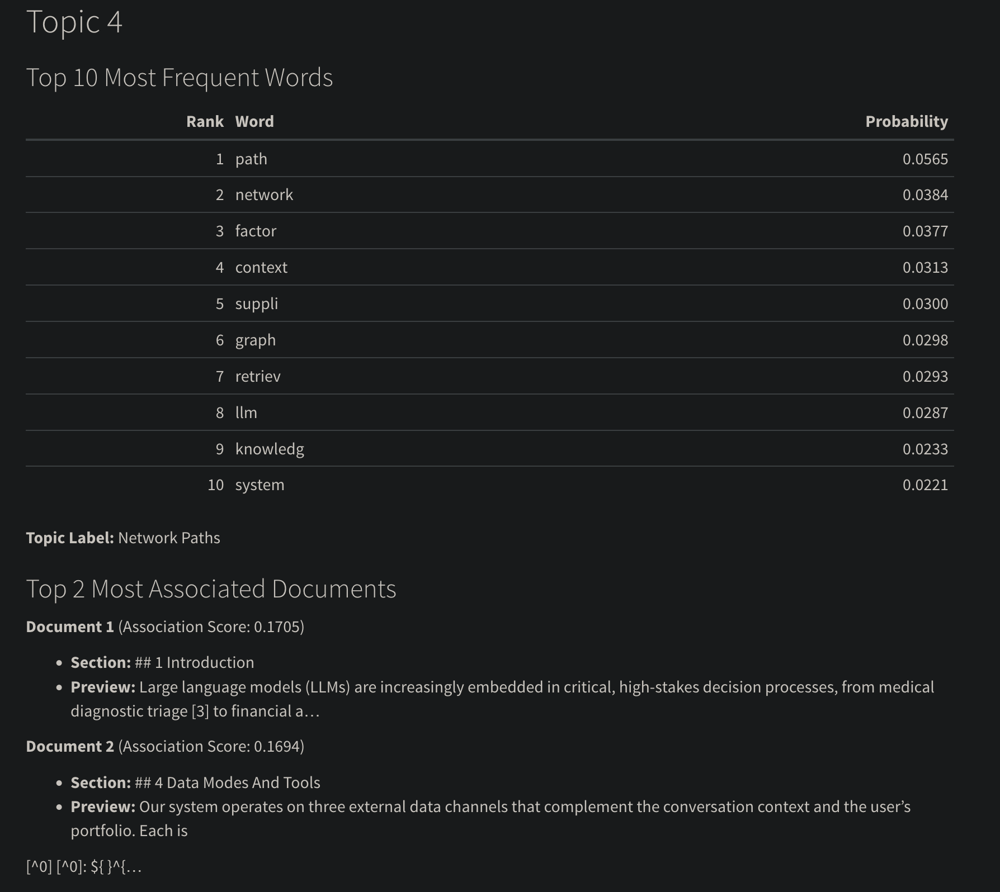 Topic 4
Top 10 Most Frequent Words
Rank Word Probability
1 path 0.0565
2 network 0.0384
3 factor 0.0377
4 context 0.0313
5 suppli 0.0300
6 graph 0.0298
7 retriev 0.0293
8 llm 0.0287
9 knowledg 0.0233
10 system 0.0221
Topic Label: Network Paths
Top 2 Most Associated Documents
Document 1 (Association Score: 0.1705)
• Section: ## 1 Introduction
• Preview: Large language models (LLMs) are increasingly embedded in critical, high-stakes decision processes, from medical
diagnostic triage [3] to financial a…
Document 2 (Association Score: 0.1694)
• Section: ## 4 Data Modes And Tools
• Preview: Our system operates on three external data channels that complement the conversation context and the user’s
portfolio. Each is
[^0] [^0]: ${ }^{…